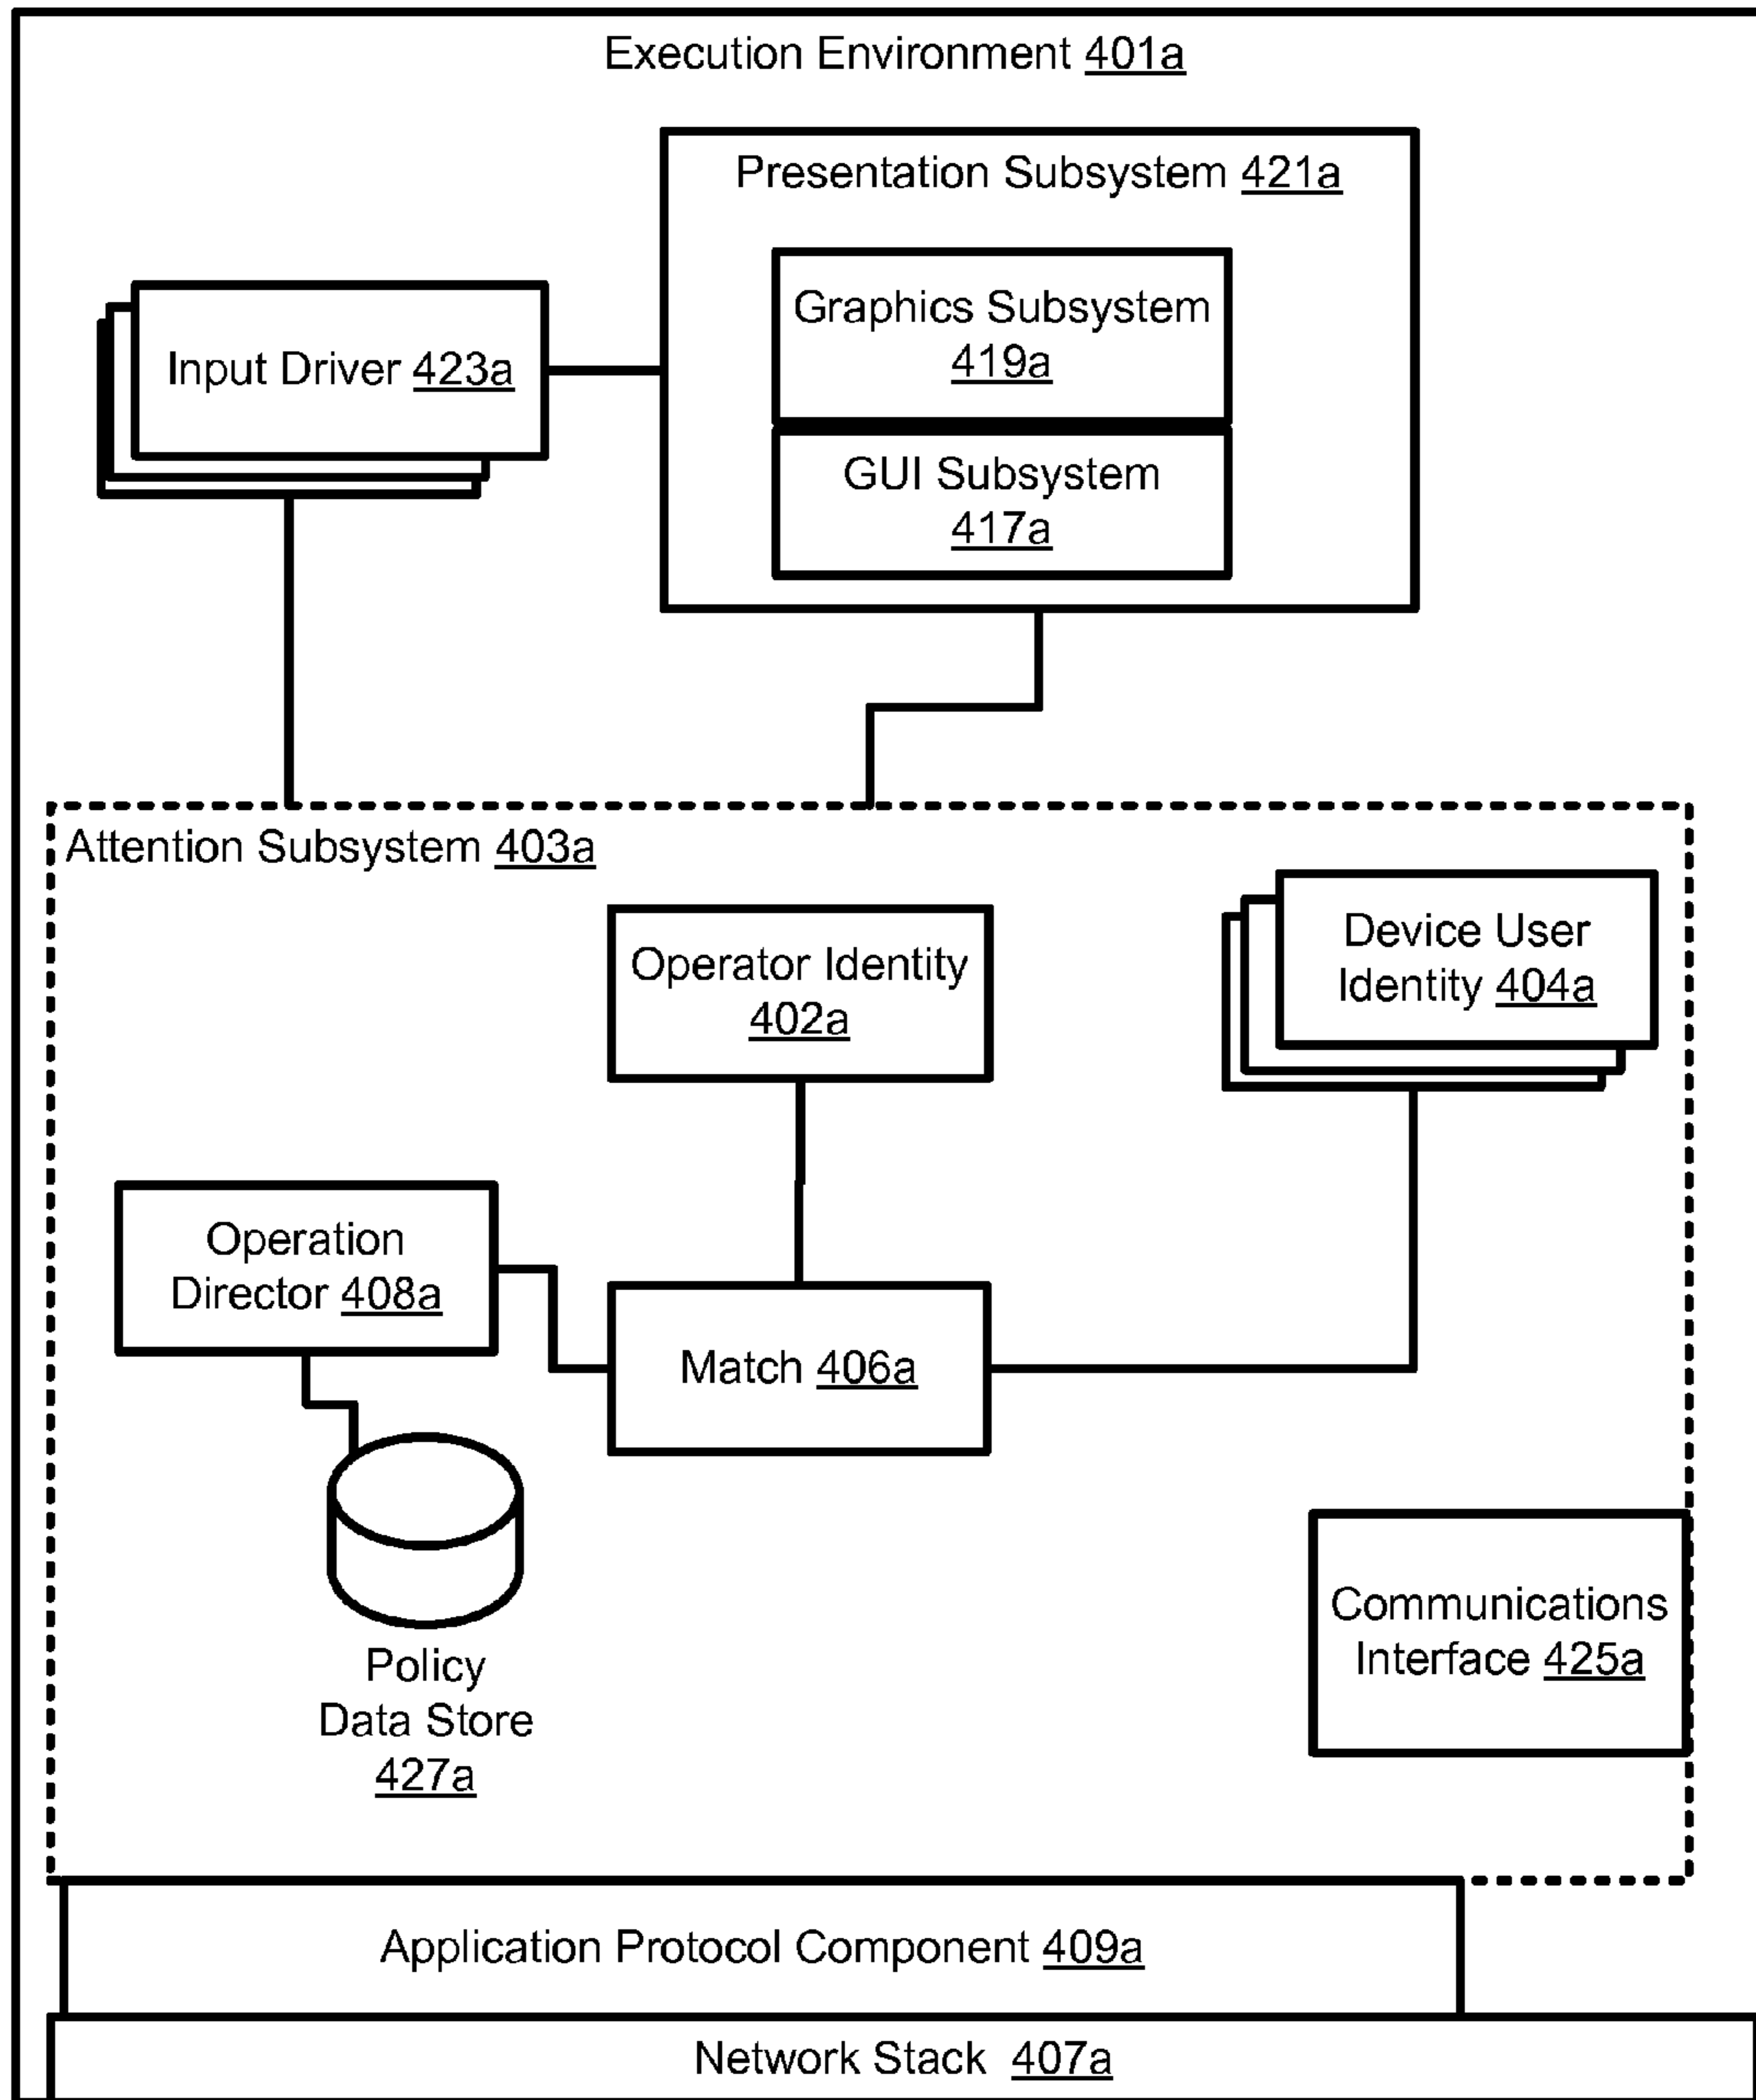 Execution Environment 401a
Presentation Subsystem 421a
Graphics Subsystem
419a
Input Driver 423a
GUI Subsystem
417a
Attention Subsystem 403a
Operator Identity
402a
Device User
Identity 404a
Operation
Director 408a
Match 406a
Policy
Data Store
427a
Communications
Interface 425a
Application Protocol Component 409a
Network Stack 407a